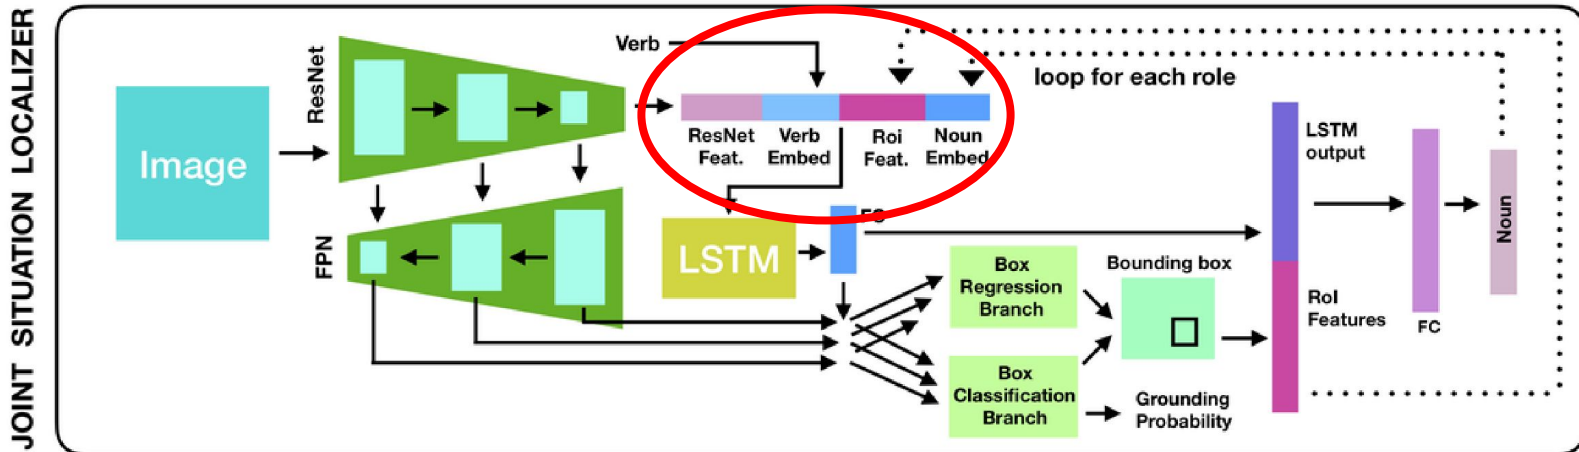 JOINT SITUATION LOCALIZER
Image
ResNet
FPN
Verb
ResNet
Feat.
Verb
Embed
Roi
Feat.
Noun
Embed
loop for each role
LSTM
FC
Box
Regression
Branch
Box
Classification
Branch
Bounding box
Grounding
Probability
LSTM
output
RoI
Features
FC
Noun